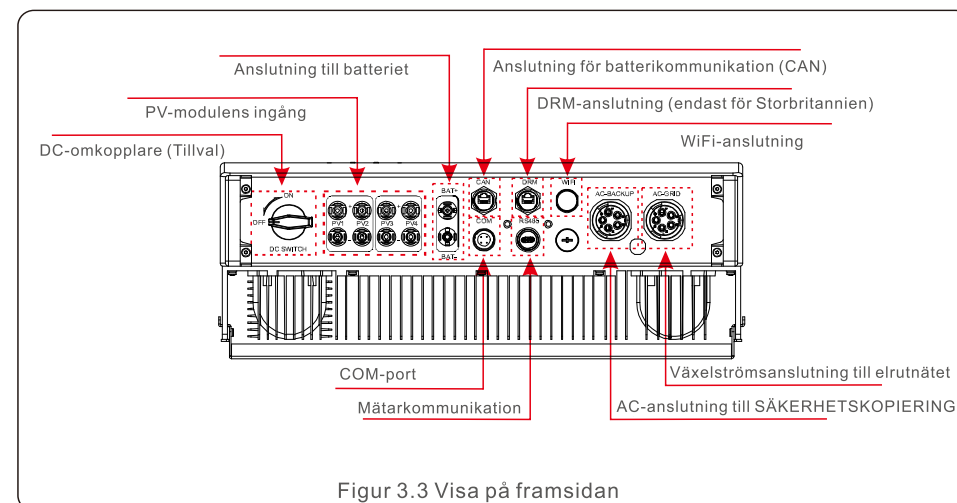 Anslutning till batteriet
Anslutning för batterikommunikation (CAN)
PV-modulens ingång
DRM-anslutning (endast för Storbritannien)
DC-omkopplare (Tillval)
WiFi-anslutning
ON
OFF
DC SWITCH
PV1 PV2 PV3 PV4
BAT+
BAT-
CAN
DRM
WIFI
COM
RS485
AC-BACKUP
AC-GRID
COM-port
Växelströmsanslutning till elrutnätet
Mätarkommunikation
AC-anslutning till SÄKERHETSKOPIERING
Figur 3.3 Visa på framsidan